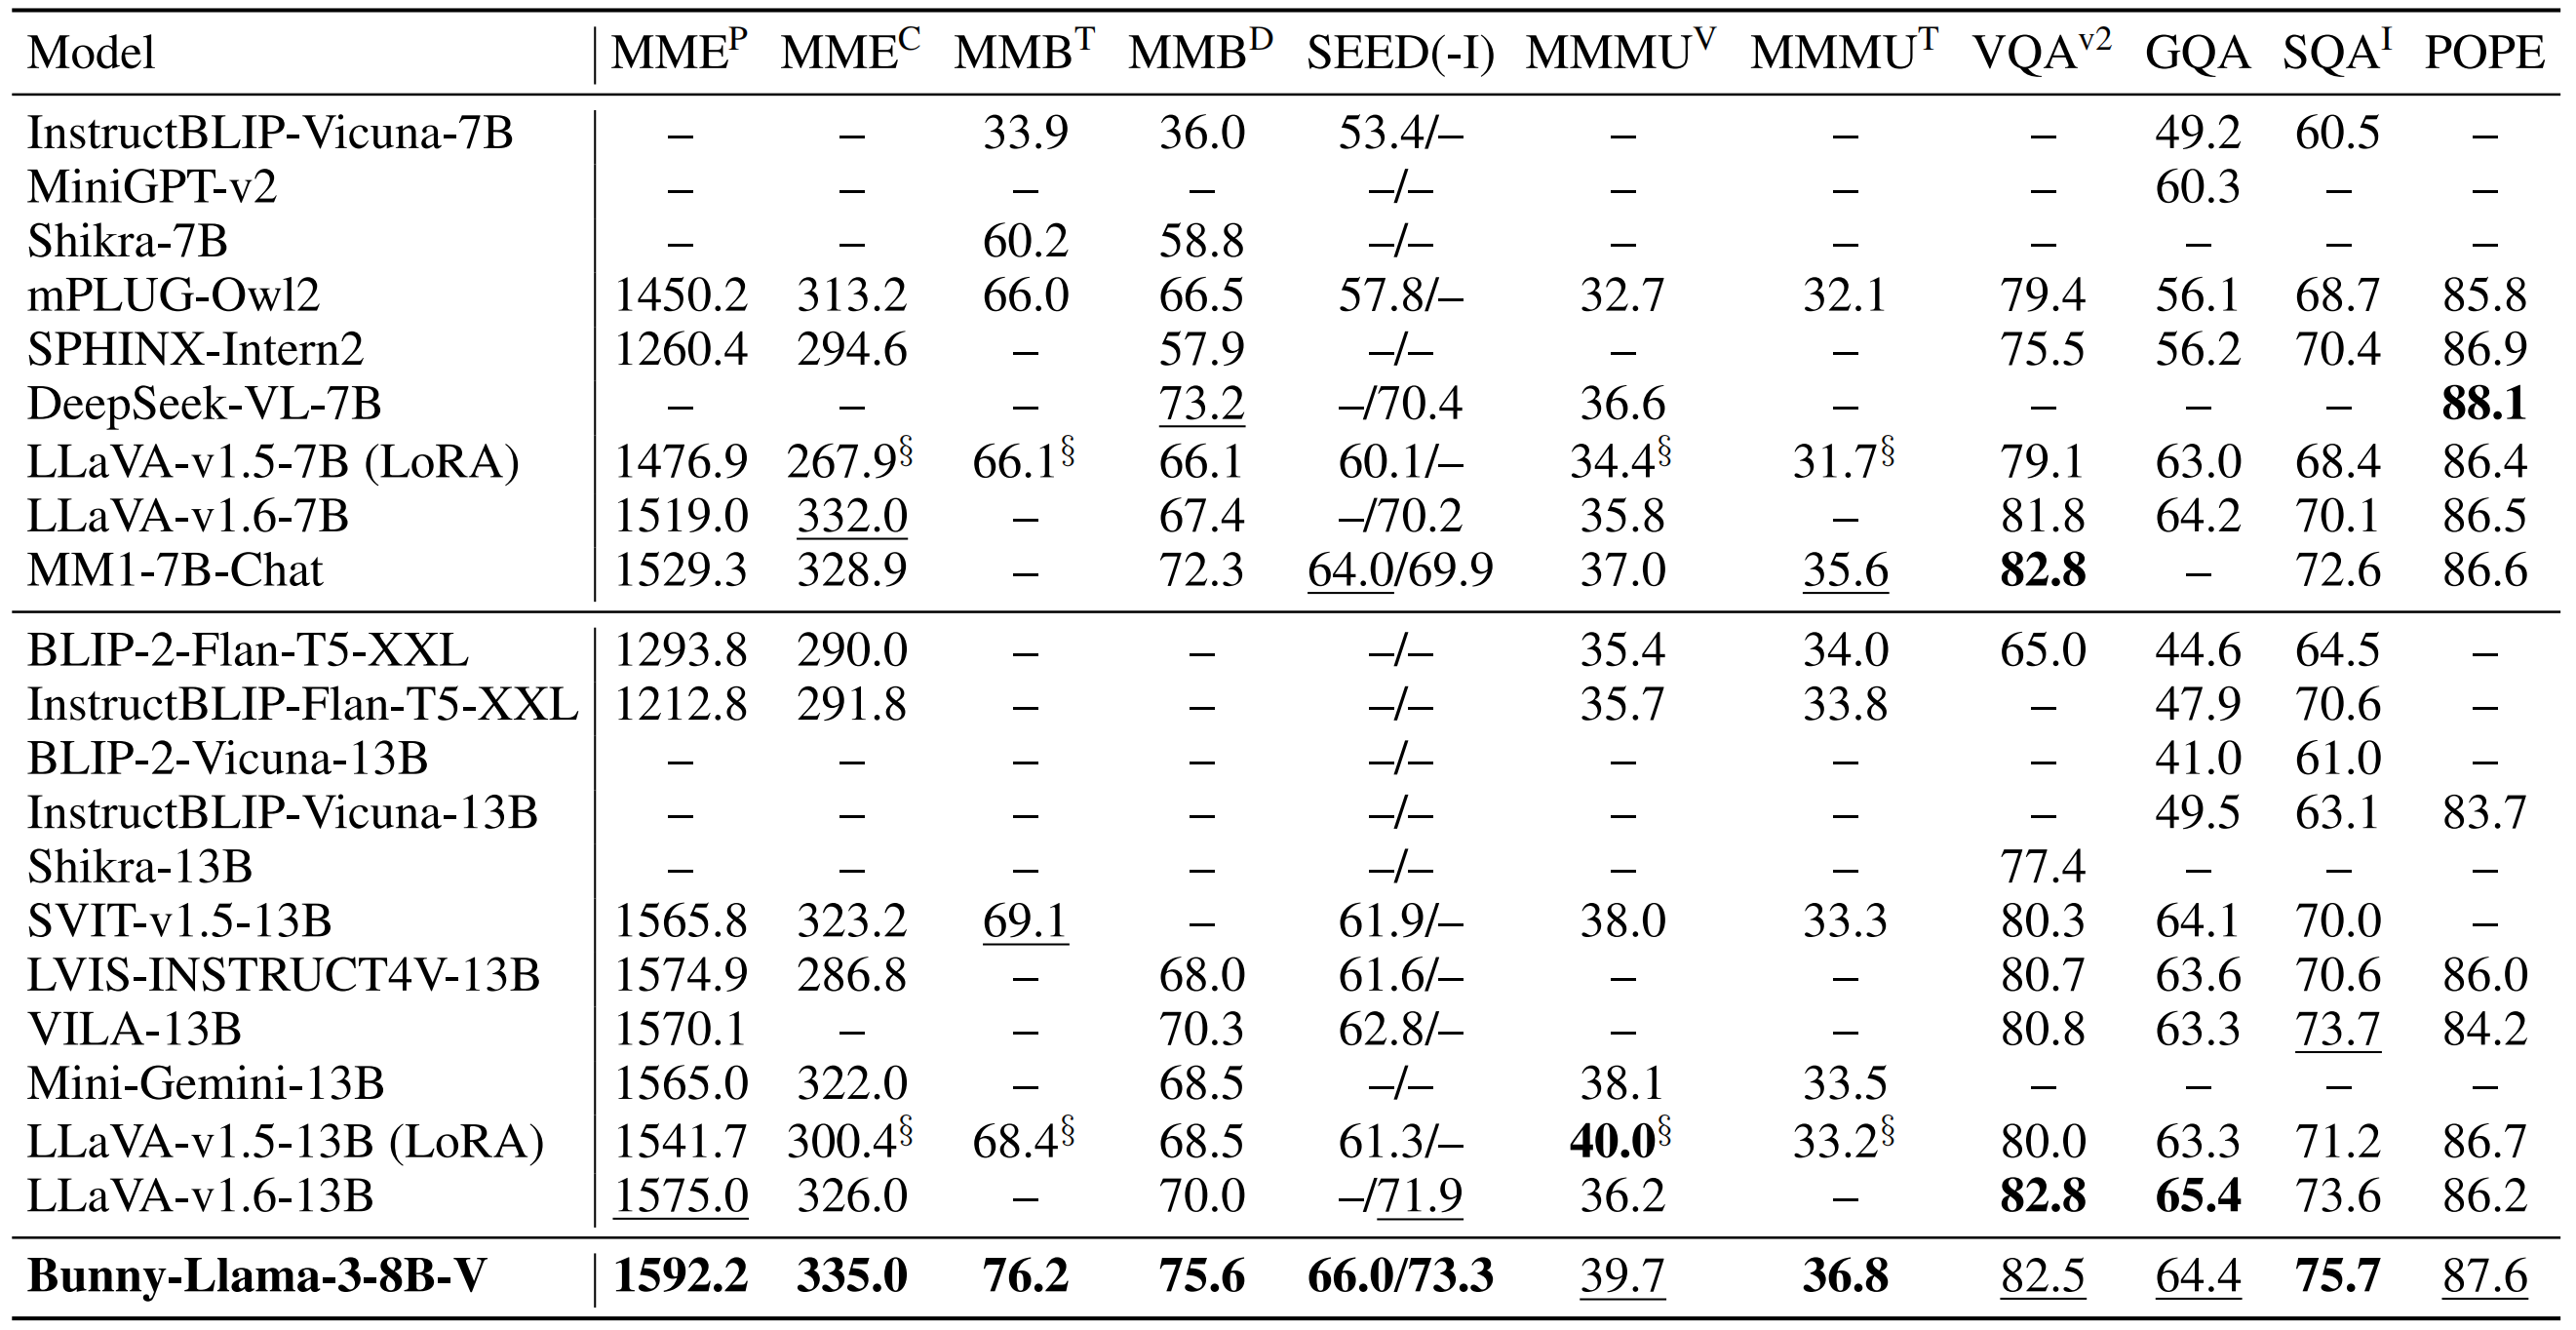 Model MME^P MME^C MMB^T MMB^D SEED(-I) MMMU^V MMMU^T VQA^v2 GQA SQA^I POPE
InstructBLIP-Vicuna-7B – – 33.9 36.0 53.4/– – – – 49.2 60.5 –
MiniGPT-v2 – – – – –/– – – – 60.3 – –
Shikra-7B – – 60.2 58.8 –/– – – – – – –
mPLUG-Owl2 1450.2 313.2 66.0 66.5 57.8/– 32.7 32.1 79.4 56.1 68.7 85.8
SPHINX-Intern2 1260.4 294.6 – 57.9 –/– – – 75.5 56.2 70.4 86.9
DeepSeek-VL-7B – – – 73.2 –/70.4 36.6 – – – – 88.1
LLaVA-v1.5-7B (LoRA) 1476.9 267.9§ 66.1§ 66.1 60.1/– 34.4§ 31.7§ 79.1 63.0 68.4 86.4
LLaVA-v1.6-7B 1519.0 332.0 – 67.4 –/70.2 35.8 – 81.8 64.2 70.1 86.5
MM1-7B-Chat 1529.3 328.9 – 72.3 64.0/69.9 37.0 35.6 82.8 – 72.6 86.6
BLIP-2-Flan-T5-XXL 1293.8 290.0 – – –/– 35.4 34.0 65.0 44.6 64.5 –
InstructBLIP-Flan-T5-XXL 1212.8 291.8 – – –/– 35.7 33.8 – 47.9 70.6 –
BLIP-2-Vicuna-13B – – – – –/– – – – 41.0 61.0 –
InstructBLIP-Vicuna-13B – – – – –/– – – – 49.5 63.1 83.7
Shikra-13B – – – – –/– – – 77.4 – – –
SVIT-v1.5-13B 1565.8 323.2 69.1 – 61.9/– 38.0 33.3 80.3 64.1 70.0 –
LVIS-INSTRUCT4V-13B 1574.9 286.8 – 68.0 61.6/– – – 80.7 63.6 70.6 86.0
VILA-13B 1570.1 – – 70.3 62.8/– – – 80.8 63.3 73.7 84.2
Mini-Gemini-13B 1565.0 322.0 – 68.5 –/– 38.1 33.5 – – – –
LLaVA-v1.5-13B (LoRA) 1541.7 300.4§ 68.4§ 68.5 61.3/– 40.0§ 33.2§ 80.0 63.3 71.2 86.7
LLaVA-v1.6-13B 1575.0 326.0 – 70.0 –/71.9 36.2 – 82.8 65.4 73.6 86.2
Bunny-Llama-3-8B-V 1592.2 335.0 76.2 75.6 66.0/73.3 39.7 36.8 82.5 64.4 75.7 87.6